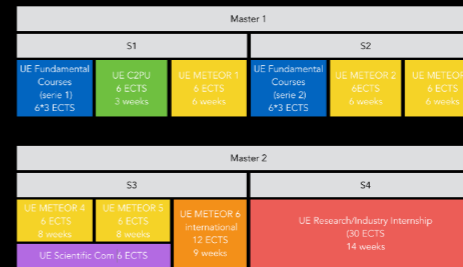 Master 1
S1
S2
UE Fundamental
Courses
(serie 1)
6*3 ECTS
UE C2PU
6 ECTS
3 weeks
UE METEOR 1
6 ECTS
6 weeks
UE Fundamental
Courses
(serie 2)
6*3 ECTS
UE METEOR 2
6ECTS
6 weeks
UE METEOR
6 ECTS
6 weeks
Master 2
S3
S4
UE METEOR 4
6 ECTS
8 weeks
UE METEOR 5
6 ECTS
8 weeks
UE Scientific Com 6 ECTS
UE METEOR 6
international
12 ECTS
9 weeks
UE Research/Industry Internship
(30 ECTS
14 weeks